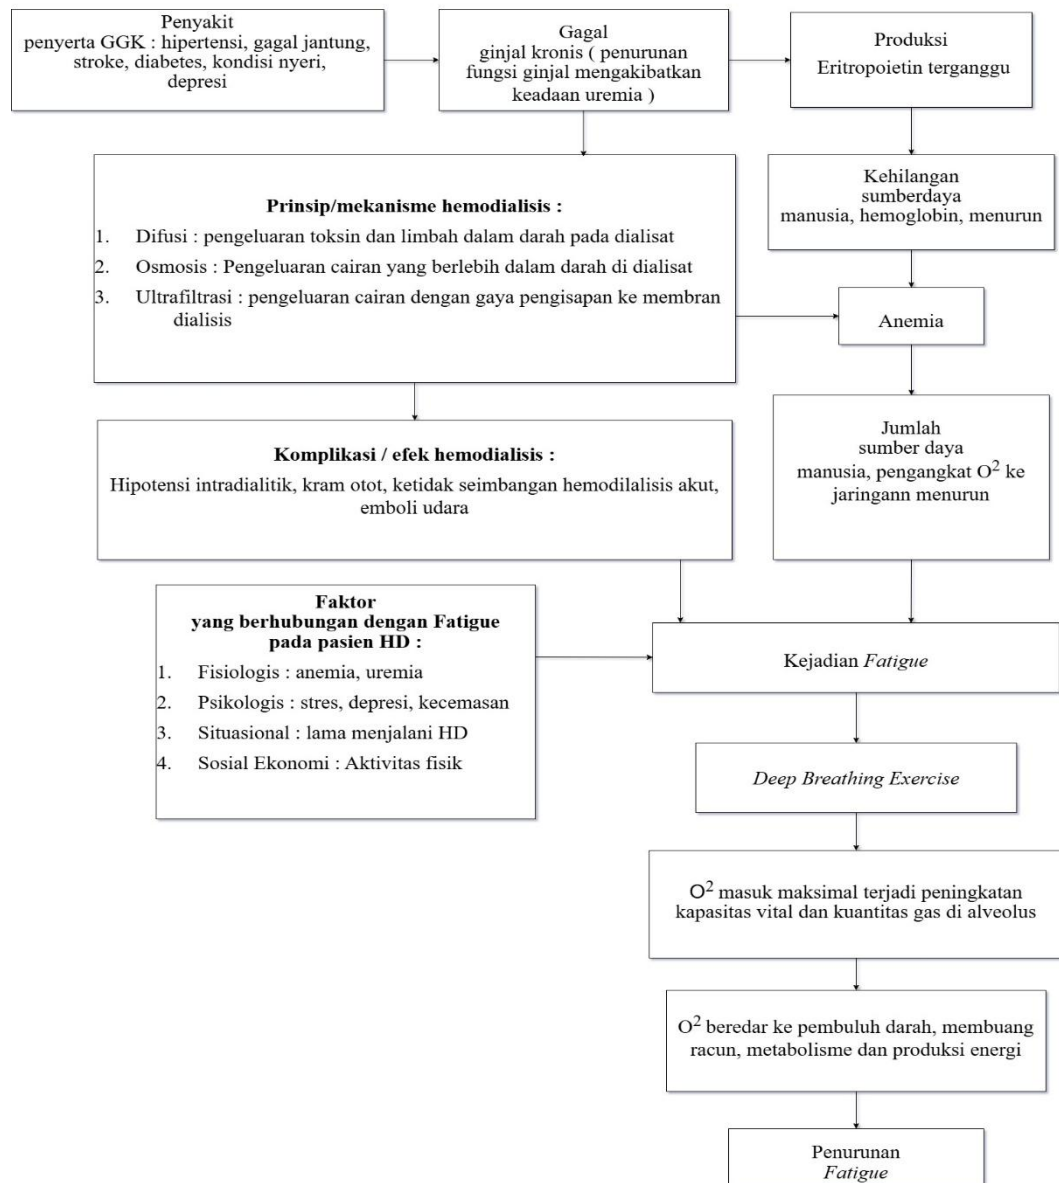 Penyakit
penyerta GGK : hipertensi, gagal jantung,
stroke, diabetes, kondisi nyeri,
depresi
Gagal
ginjal kronis ( penurunan
fungsi ginjal mengakibatkan
keadaan uremia )
Produksi
Eritropoietin terganggu
Prinsip/mekanisme hemodialisis :
1. Difusi : pengeluaran toksin dan limbah dalam darah pada dialisat
2. Osmosis : Pengeluaran cairan yang berlebih dalam darah di dialisat
3. Ultrafiltrasi : pengeluaran cairan dengan gaya pengisapan ke membran
dialisis
Kehilangan
sumberdaya
manusia, hemoglobin, menurun
Anemia
Komplikasi / efek hemodialisis :
Hipotensi intradialitik, kram otot, ketidak seimbangan hemodilalisis akut,
emboli udara
Jumlah
sumber daya
manusia, pengangkat O² ke
jaringann menurun
Faktor
yang berhubungan dengan Fatigue
pada pasien HD :
1. Fisiologis : anemia, uremia
2. Psikologis : stres, depresi, kecemasan
3. Situasional : lama menjalani HD
4. Sosial Ekonomi : Aktivitas fisik
Kejadian Fatigue
Deep Breathing Exercise
O² masuk maksimal terjadi peningkatan
kapasitas vital dan kuantitas gas di alveolus
O² beredar ke pembuluh darah, membuang
racun, metabolisme dan produksi energi
Penurunan
Fatigue